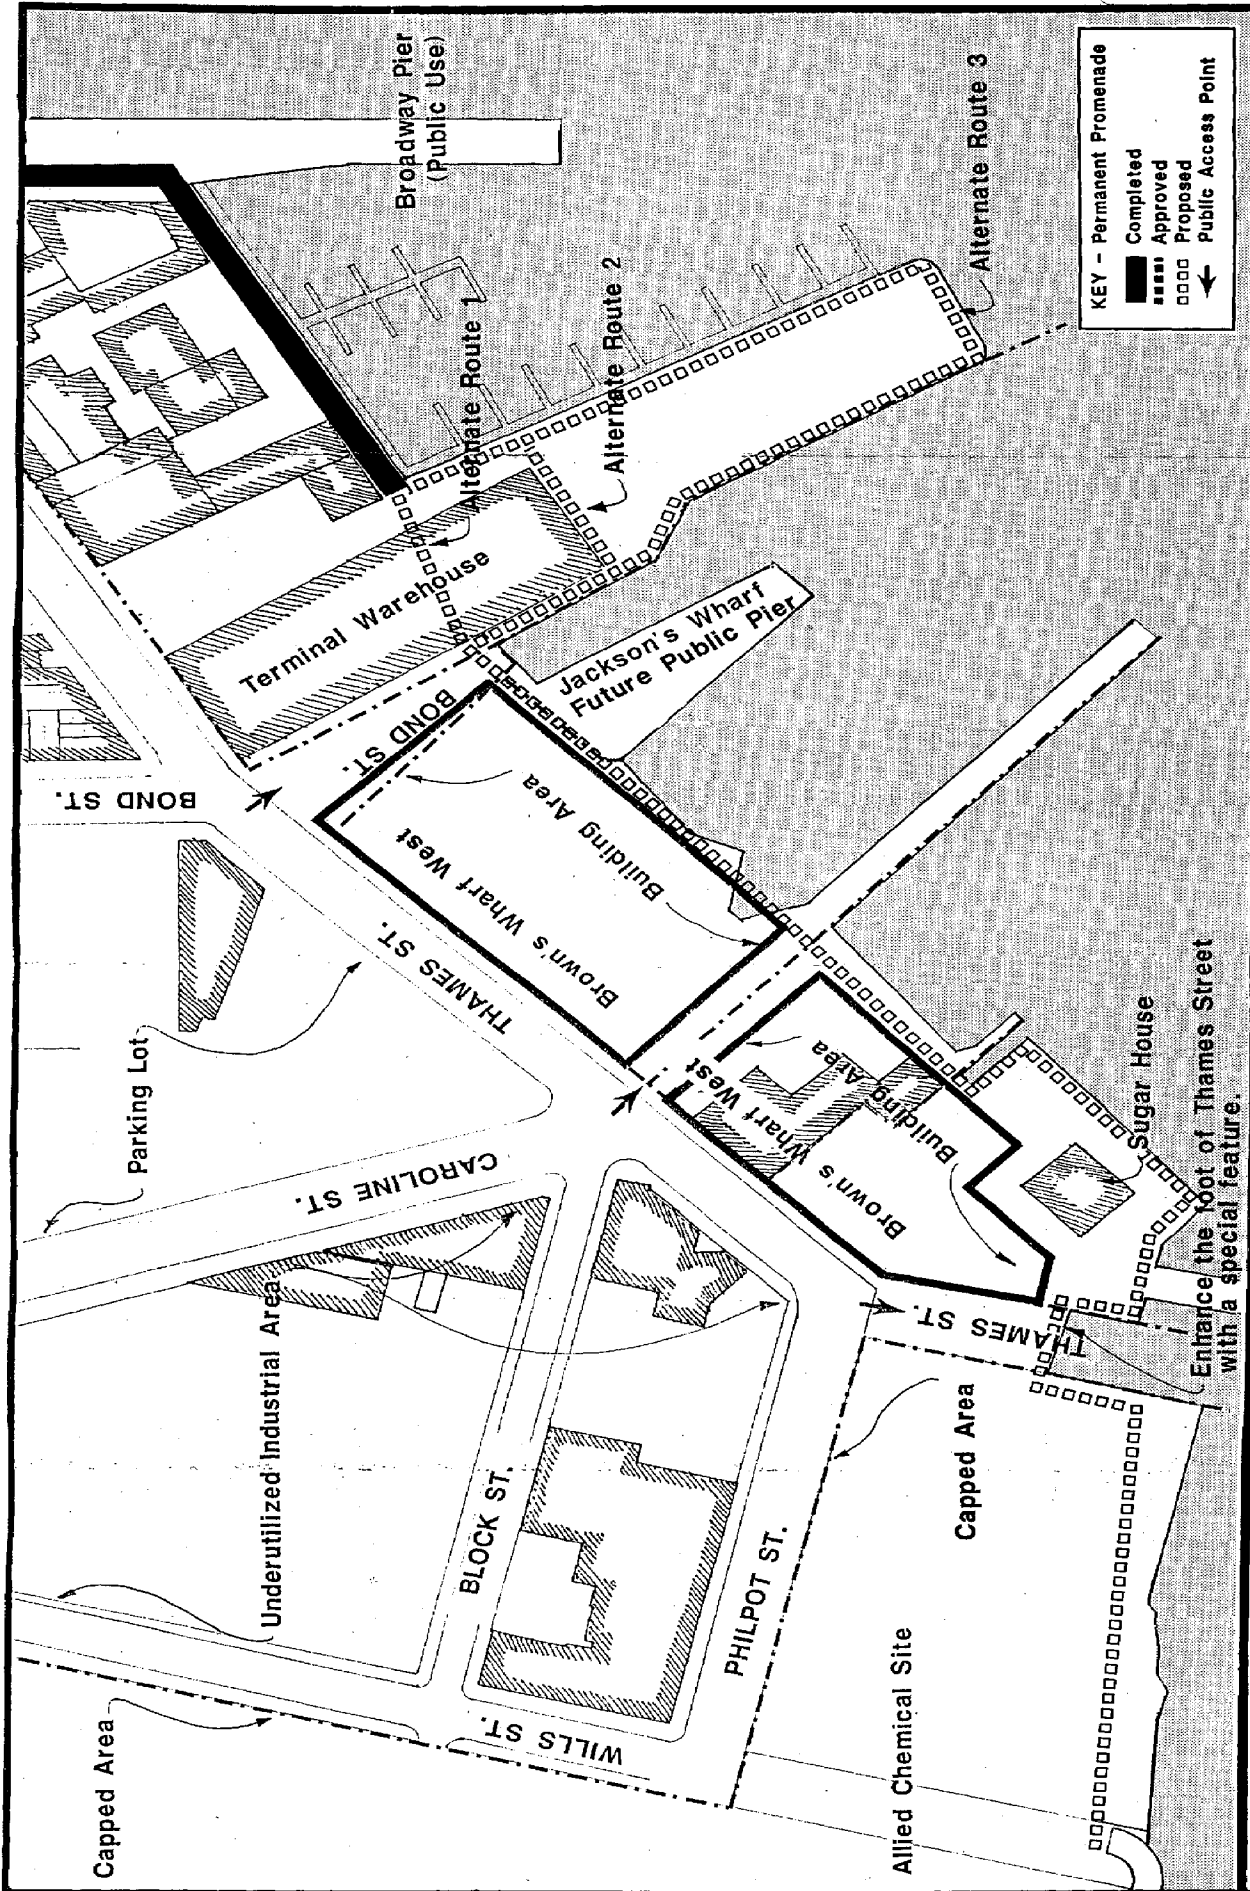 Broadway Pier
(Public Use)
Alternate Route 1
Alternate Route 2
Alternate Route 3
KEY - Permanent Promenade
Completed
Approved
Proposed
Public Access Point
Terminal Warehouse
Jackson's Wharf
Future Public Pier
BOND ST.
BOND ST.
Brown's Wharf West
Building Area
THAMES ST.
Parking Lot
CAROLINE ST.
Brown's Wharf West
Building Area
Sugar House
THAMES ST.
Enhance the foot of Thames Street
with a special feature.
Underutilized Industrial Area
BLOCK ST.
PHILPOT ST.
Capped Area
WILLS ST.
Capped Area
Allied Chemical Site